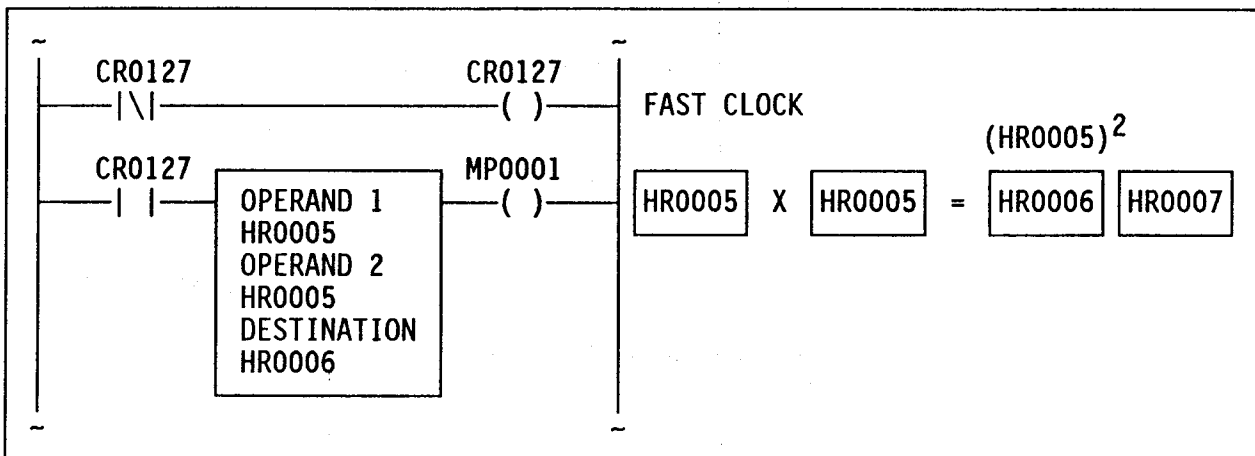 CR0127 CR0127
( ) FAST CLOCK
(HR0005)²
CR0127 MP0001
( ) HR0005 X HR0005 = HR0006 HR0007
OPERAND 1
HR0005
OPERAND 2
HR0005
DESTINATION
HR0006